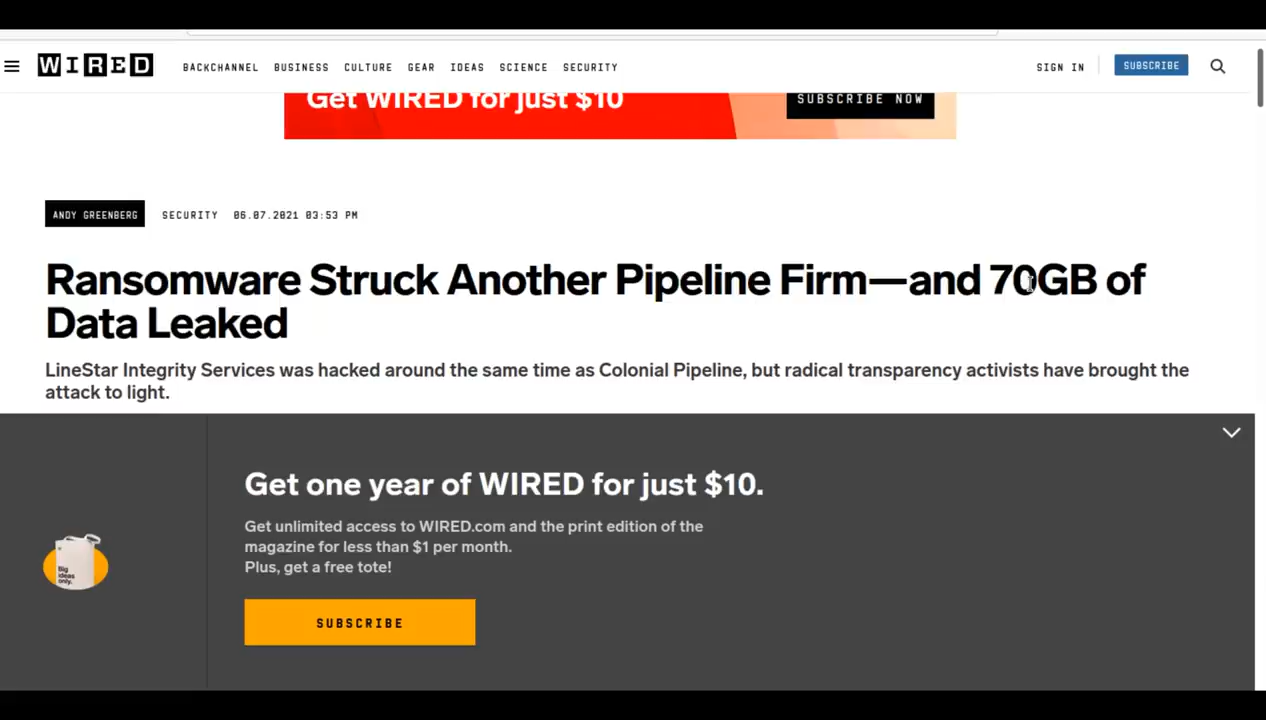 WIRED
BACKCHANNEL BUSINESS CULTURE GEAR IDEAS SCIENCE SECURITY
SIGN IN
SUBSCRIBE
Get WIRED for just $10
SUBSCRIBE NOW
ANDY GREENBERG SECURITY 06.07.2021 03:53 PM
Ransomware Struck Another Pipeline Firm—and 70GB of
Data Leaked
LineStar Integrity Services was hacked around the same time as Colonial Pipeline, but radical transparency activists have brought the
attack to light.
Get one year of WIRED for just $10.
Get unlimited access to WIRED.com and the print edition of the
magazine for less than $1 per month.
Plus, get a free tote!
Big
ideas
only.
SUBSCRIBE